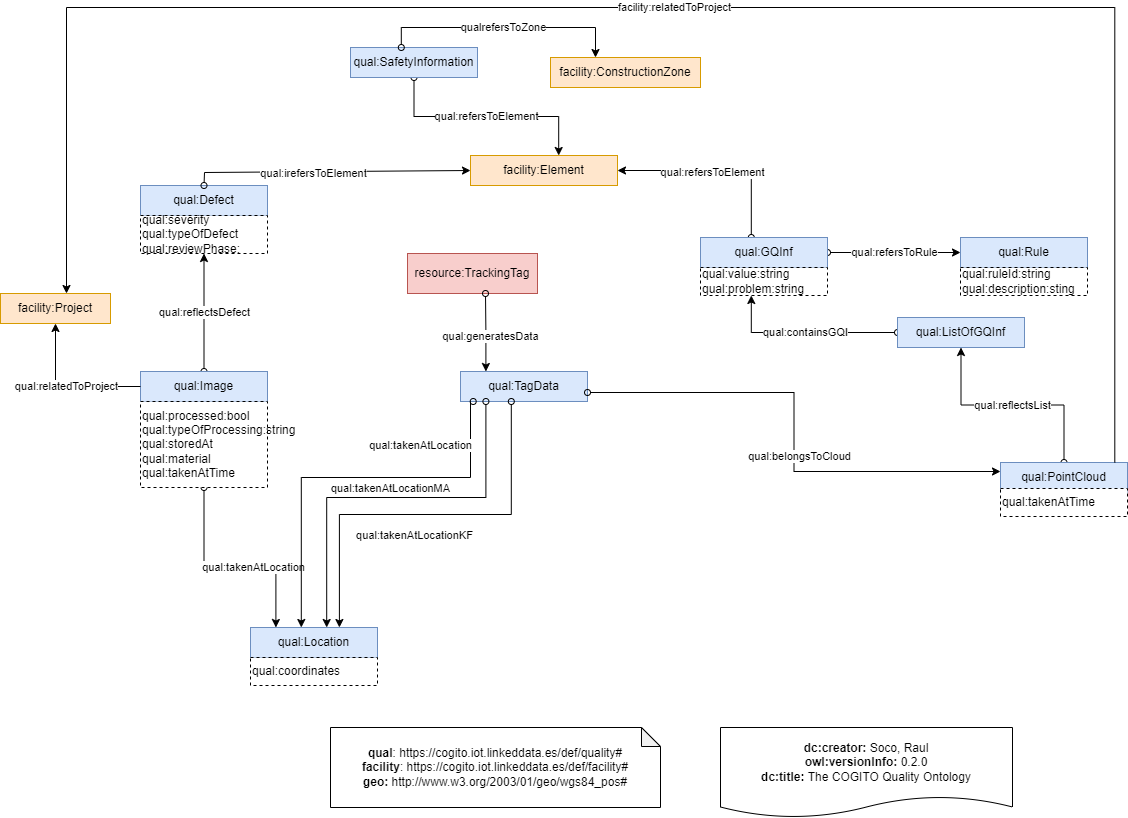 facility:relatedToProject
qualrefersToZone
qual:SafetyInformation
facility:ConstructionZone
qual:refersToElement
facility:Element
qual:irefersToElement
qual:refersToElement
qual:Defect
qual:severity
qual:typeOfDefect
qual:reviewPhase:
qual:GQInf
qual:value:string
qual:problem:string
qual:refersToRule
qual:Rule
qual:ruleId:string
qual:description:sting
resource:TrackingTag
facility:Project
qual:reflectsDefect
qual:generatesData
qual:containsGQI
qual:ListOfGQInf
qual:relatedToProject
qual:Image
qual:processed:bool
qual:typeOfProcessing:string
qual:storedAt
qual:material
qual:takenAtTime
qual:TagData
qual:reflectsList
qual:takenAtLocation
qual:belongsToCloud
qual:PointCloud
qual:takenAtTime
qual:takenAtLocationMA
qual:takenAtLocationKF
qual:takenAtLocation
qual:Location
qual:coordinates
qual: https://cogito.iot.linkeddata.es/def/quality#
facility: https://cogito.iot.linkeddata.es/def/facility#
geo: http://www.w3.org/2003/01/geo/wgs84_pos#
dc:creator: Soco, Raul
owl:versionInfo: 0.2.0
dc:title: The COGITO Quality Ontology